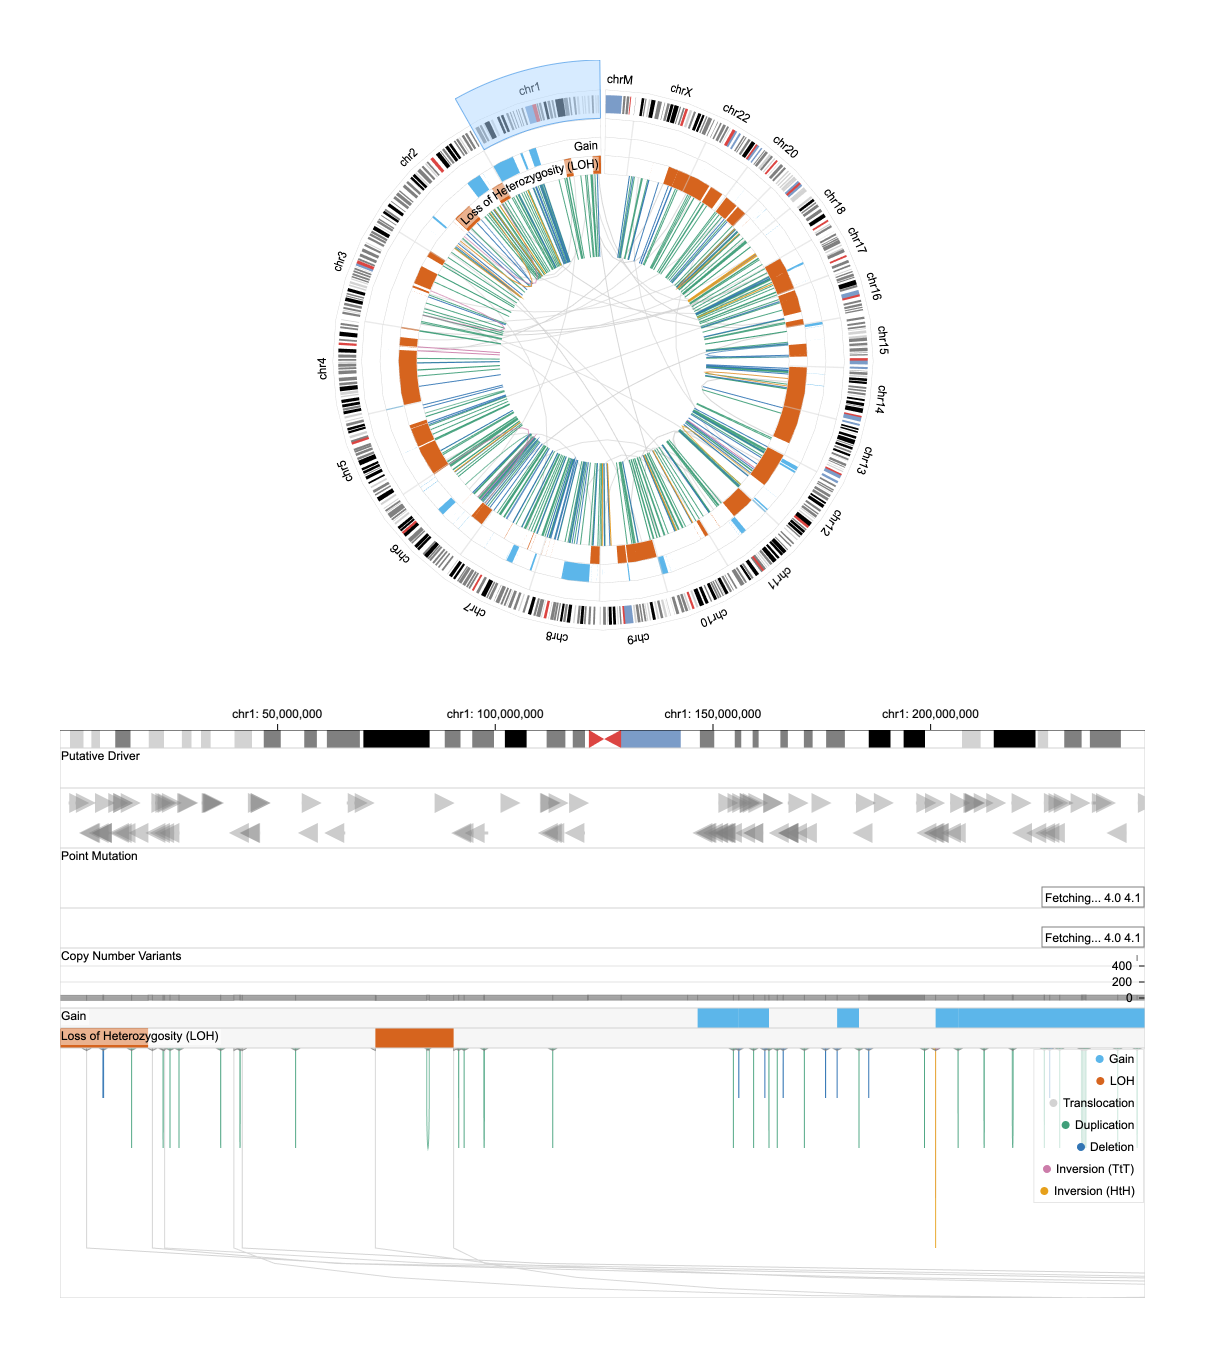 chrM
chrX
chr22
chr20
chr18
chr17
chr16
chr15
chr14
chr13
chr12
chr11
chr10
chr9
chr8
chr7
chr6
chr5
chr4
chr3
chr2
chr1
Gain
Loss of Heterozygosity (LOH)
chr1: 50,000,000
chr1: 100,000,000
chr1: 150,000,000
chr1: 200,000,000
Putative Driver
Point Mutation
Fetching... 4.0 4.1
Fetching... 4.0 4.1
Copy Number Variants
400
200
0
Gain
Loss of Heterozygosity (LOH)
Gain
LOH
Translocation
Duplication
Deletion
Inversion (TtT)
Inversion (HtH)